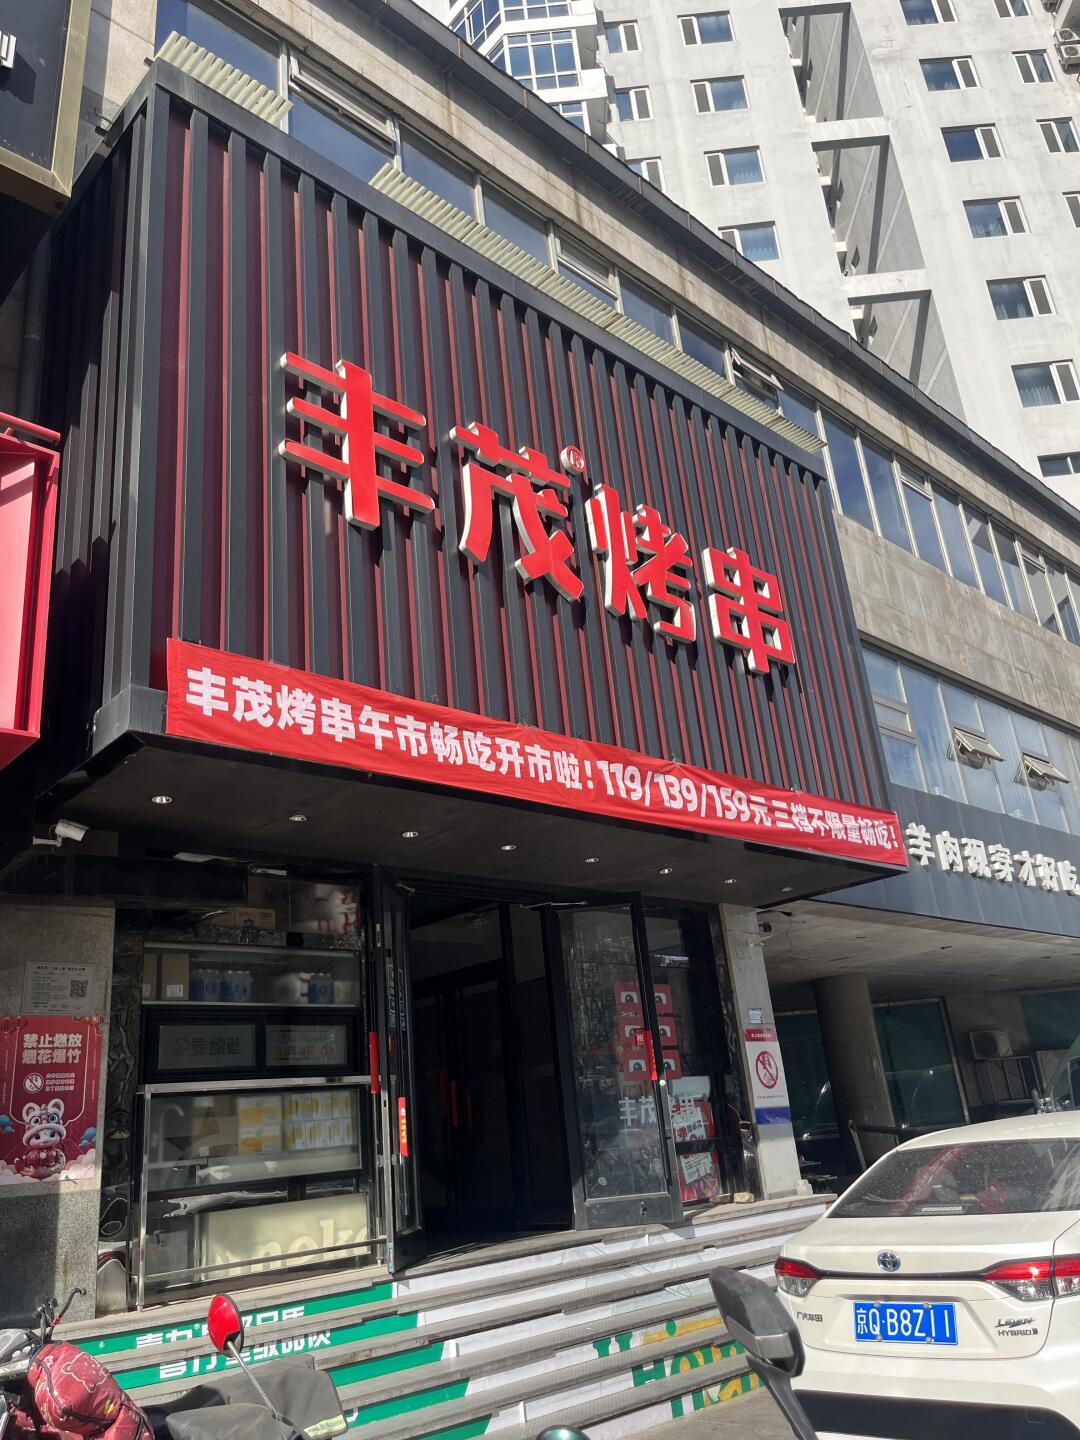 丰茂®烤串
丰茂烤串午市畅吃开市啦！119/139/159元三档不限量畅吃！
羊肉现穿才好吃
禁止燃放
烟花爆竹
丰茂
京Q·B8Z11
LEVIN
HYBRID